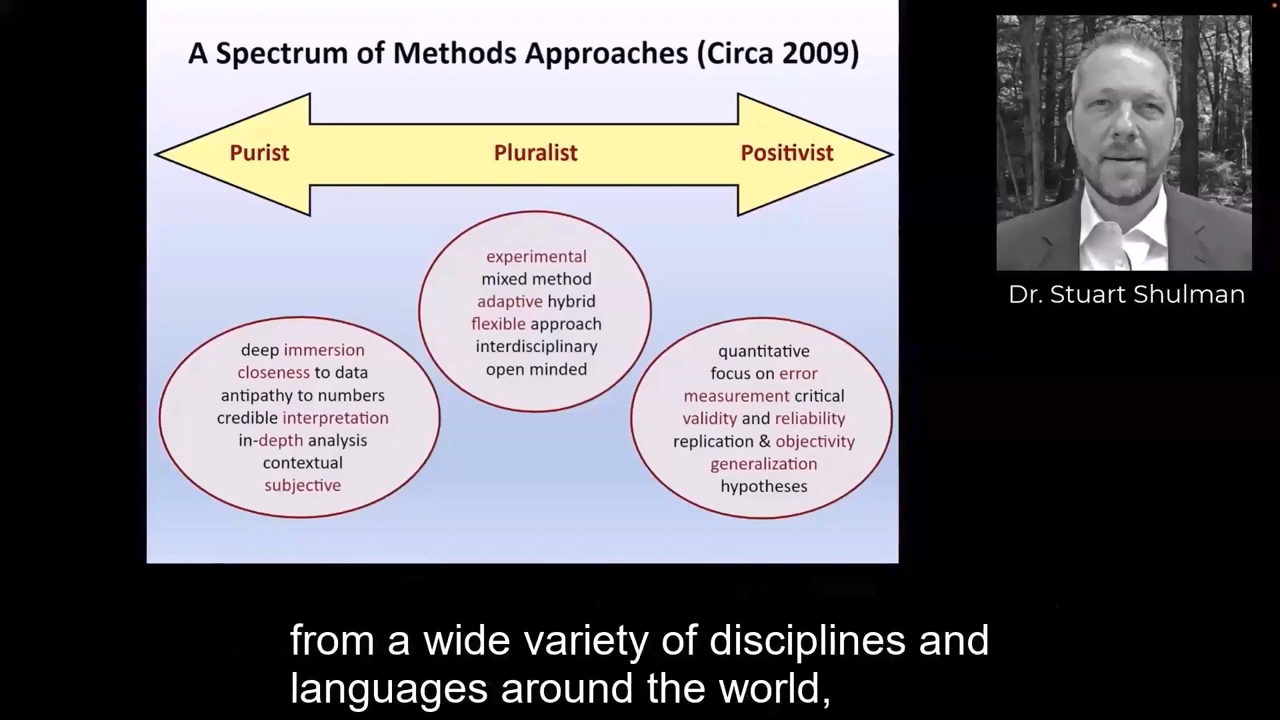 A Spectrum of Methods Approaches (Circa 2009)
Purist
Pluralist
Positivist
experimental
mixed method
adaptive hybrid
flexible approach
interdisciplinary
open minded
deep immersion
closeness to data
antipathy to numbers
credible interpretation
in-depth analysis
contextual
subjective
quantitative
focus on error
measurement critical
validity and reliability
replication & objectivity
generalization
hypotheses
Dr. Stuart Shulman
from a wide variety of disciplines and
languages around the world,